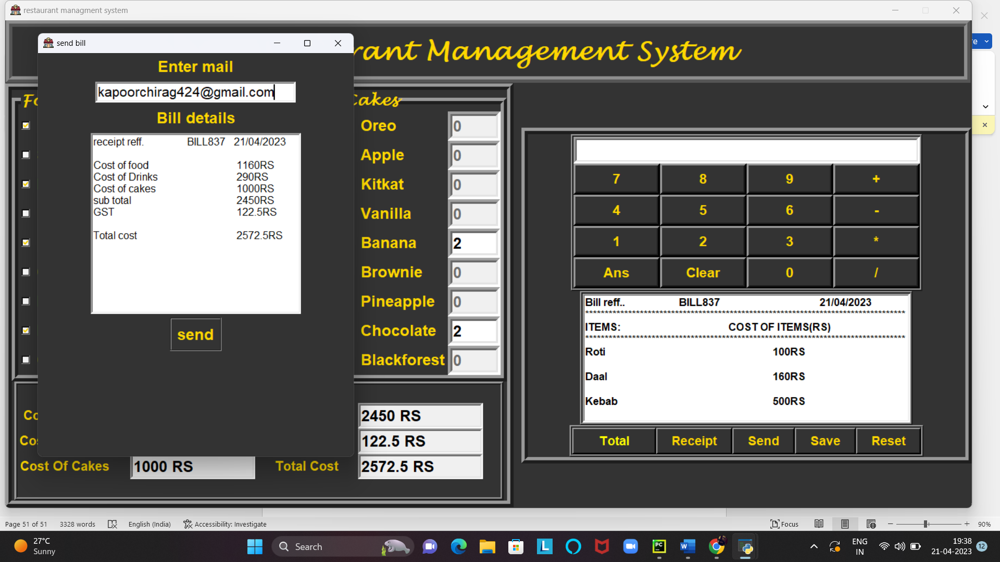 restaurant managment system
rant Management System
send bill
Enter mail
kapoorchirag424@gmail.com
Bill details
receipt reff. BILL837 21/04/2023
Cost of food 1160RS
Cost of Drinks 290RS
Cost of cakes 1000RS
sub total 2450RS
GST 122.5RS
Total cost 2572.5RS
send
Fo
Cakes
Oreo 0
Apple 0
Kitkat 0
Vanilla 0
Banana 2
Brownie 0
Pineapple 0
Chocolate 2
Blackforest 0
Co 2450 RS
Cos 122.5 RS
Cost Of Cakes 1000 RS Total Cost 2572.5 RS
7 8 9 +
4 5 6 -
1 2 3 *
Ans Clear 0 /
Bill reff.. BILL837 21/04/2023
ITEMS: COST OF ITEMS(RS)
Roti 100RS
Daal 160RS
Kebab 500RS
Total Receipt Send Save Reset
re
Page 51 of 51 3328 words English (India) Accessibility: Investigate Focus 90%
27°C
Sunny
Search
PC
W
L
ENG
IN
19:38
21-04-2023
12